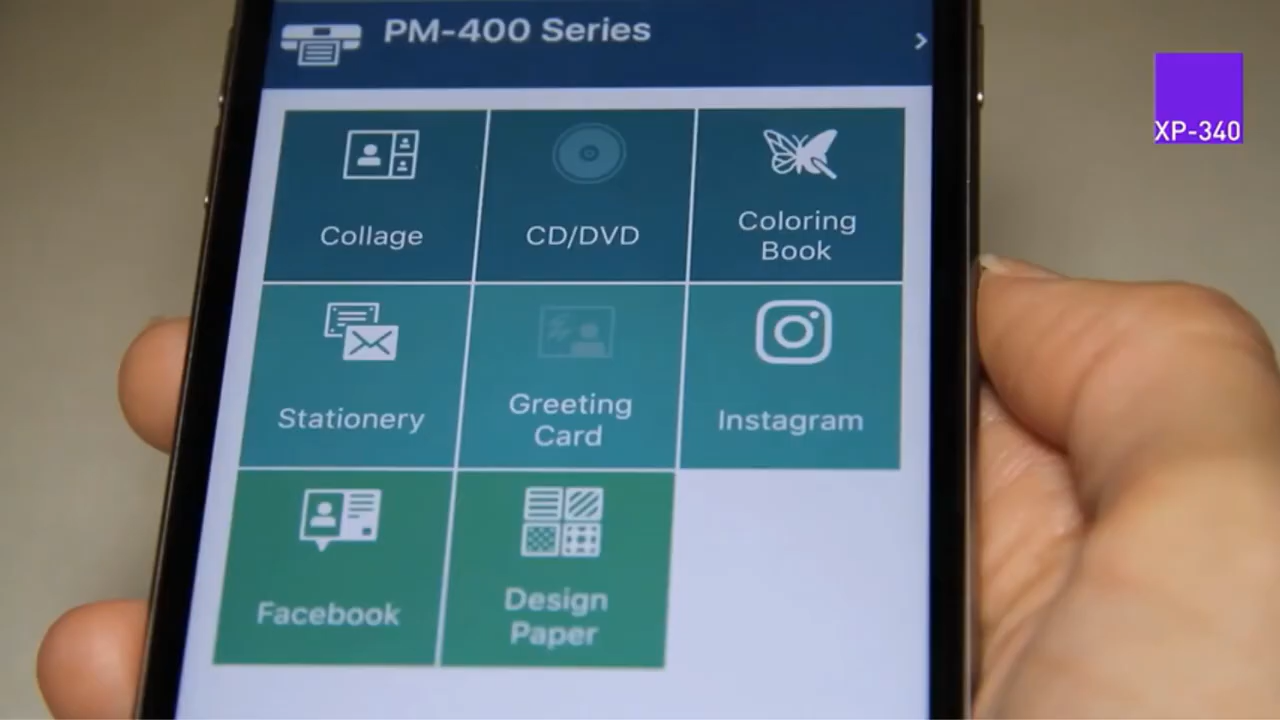 PM-400 Series
XP-340
Collage
CD/DVD
Coloring
Book
Stationery
Greeting
Card
Instagram
Facebook
Design
Paper